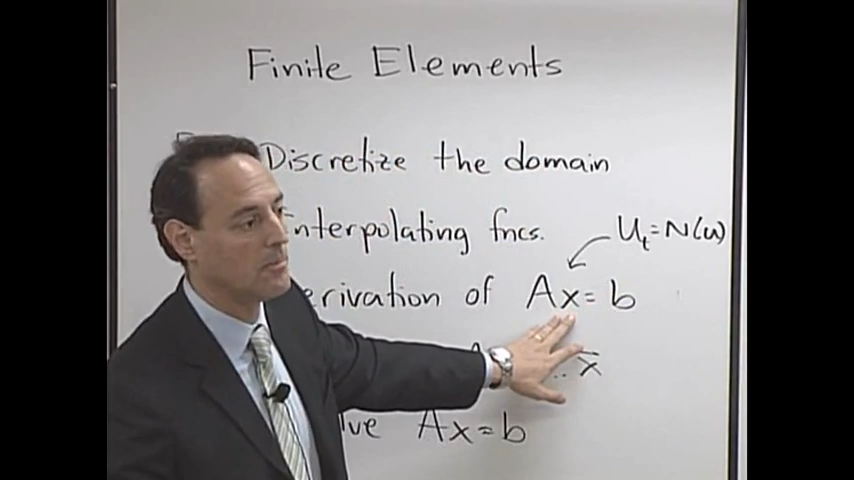 Finite Elements
Discretize the domain
Interpolating fncs. U_t=N(u)
erivation of Ax=b
.. x̄
lve Ax=b